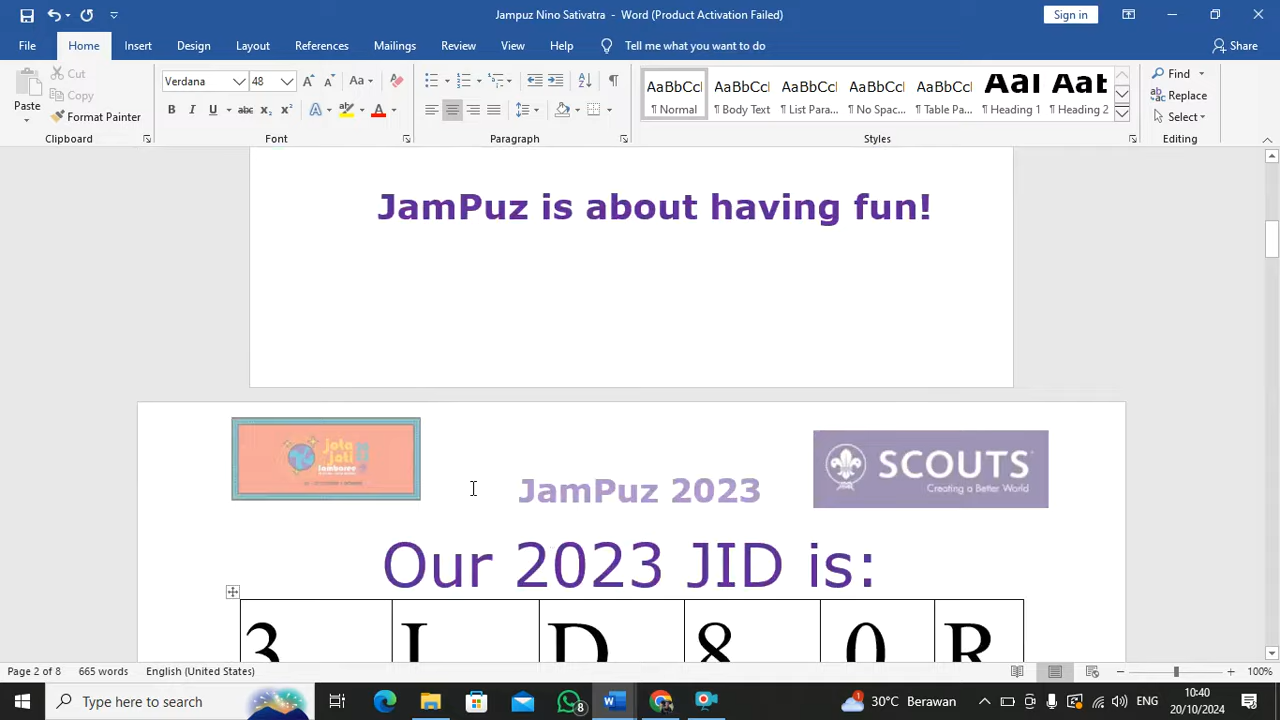 Jampuz Nino Sativatra - Word (Product Activation Failed)
Sign in
File Home Insert Design Layout References Mailings Review View Help Tell me what you want to do Share
Paste
Cut
Copy
Format Painter
Clipboard
Verdana 48
Font
Paragraph
AaBbCcI AaBbCcI AaBbCcI AaBbCcI AaBbCcI AaI Aat
¶ Normal ¶ Body Text ¶ List Para... ¶ No Spac... ¶ Table Pa... ¶ Heading 1 ¶ Heading 2
Styles
Find
Replace
Select
Editing
JamPuz is about having fun!
jota
joti
Jamboree
SCOUTS
Creating a Better World
JamPuz 2023
Our 2023 JID is:
3 D 8 0 R
Page 2 of 8 665 words English (United States) 100%
Type here to search
8
30°C Berawan
ENG
10:40
20/10/2024